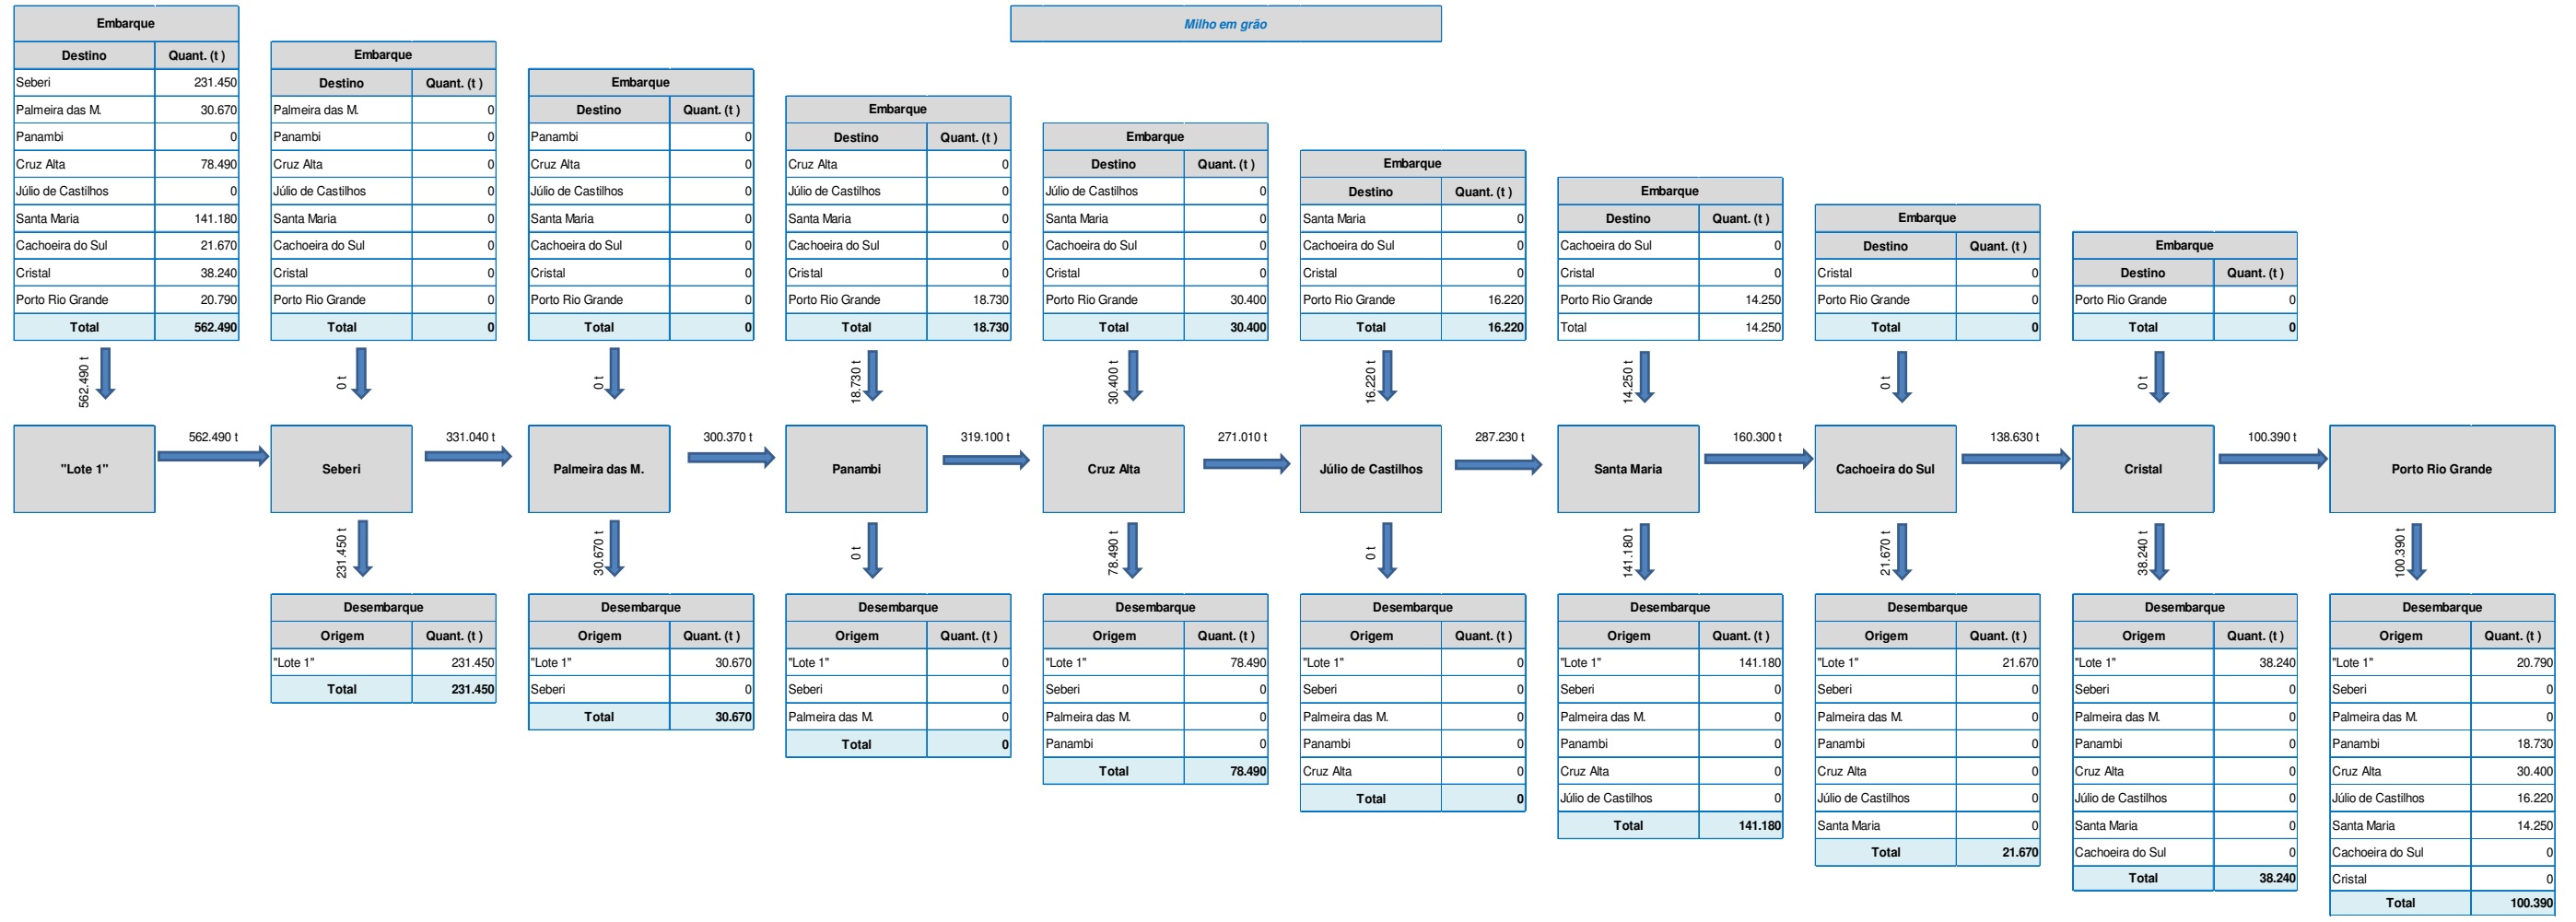 Milho em grão
Embarque
Destino Quant. (t )
Seberi 231.450
Palmeira das M. 30.670
Panambi 0
Cruz Alta 78.490
Júlio de Castilhos 0
Santa Maria 141.180
Cachoeira do Sul 21.670
Cristal 38.240
Porto Rio Grande 20.790
Total 562.490
Embarque
Destino Quant. (t )
Palmeira das M. 0
Panambi 0
Cruz Alta 0
Júlio de Castilhos 0
Santa Maria 0
Cachoeira do Sul 0
Cristal 0
Porto Rio Grande 0
Total 0
Embarque
Destino Quant. (t )
Panambi 0
Cruz Alta 0
Júlio de Castilhos 0
Santa Maria 0
Cachoeira do Sul 0
Cristal 0
Porto Rio Grande 0
Total 0
Embarque
Destino Quant. (t )
Cruz Alta 0
Júlio de Castilhos 0
Santa Maria 0
Cachoeira do Sul 0
Cristal 0
Porto Rio Grande 18.730
Total 18.730
Embarque
Destino Quant. (t )
Júlio de Castilhos 0
Santa Maria 0
Cachoeira do Sul 0
Cristal 0
Porto Rio Grande 30.400
Total 30.400
Embarque
Destino Quant. (t )
Santa Maria 0
Cachoeira do Sul 0
Cristal 0
Porto Rio Grande 16.220
Total 16.220
Embarque
Destino Quant. (t )
Cachoeira do Sul 0
Cristal 0
Porto Rio Grande 14.250
Total 14.250
Embarque
Destino Quant. (t )
Cristal 0
Porto Rio Grande 0
Total 0
Embarque
Destino Quant. (t )
Porto Rio Grande 0
Total 0
562.490 t
0 t
0 t
18.730 t
30.400 t
16.220 t
14.250 t
0 t
0 t
"Lote 1"
562.490 t
Seberi
331.040 t
Palmeira das M.
300.370 t
Panambi
319.100 t
Cruz Alta
271.010 t
Júlio de Castilhos
287.230 t
Santa Maria
160.300 t
Cachoeira do Sul
138.630 t
Cristal
100.390 t
Porto Rio Grande
231.450 t
30.670 t
0 t
78.490 t
0 t
141.180 t
21.670 t
38.240 t
100.390 t
Desembarque
Origem Quant. (t )
"Lote 1" 231.450
Total 231.450
Desembarque
Origem Quant. (t )
"Lote 1" 30.670
Seberi 0
Total 30.670
Desembarque
Origem Quant. (t )
"Lote 1" 0
Seberi 0
Palmeira das M. 0
Total 0
Desembarque
Origem Quant. (t )
"Lote 1" 78.490
Seberi 0
Palmeira das M. 0
Panambi 0
Total 78.490
Desembarque
Origem Quant. (t )
"Lote 1" 0
Seberi 0
Palmeira das M. 0
Panambi 0
Cruz Alta 0
Total 0
Desembarque
Origem Quant. (t )
"Lote 1" 141.180
Seberi 0
Palmeira das M. 0
Panambi 0
Cruz Alta 0
Júlio de Castilhos 0
Total 141.180
Desembarque
Origem Quant. (t )
"Lote 1" 21.670
Seberi 0
Palmeira das M. 0
Panambi 0
Cruz Alta 0
Júlio de Castilhos 0
Santa Maria 0
Total 21.670
Desembarque
Origem Quant. (t )
"Lote 1" 38.240
Seberi 0
Palmeira das M. 0
Panambi 0
Cruz Alta 0
Júlio de Castilhos 0
Santa Maria 0
Cachoeira do Sul 0
Total 38.240
Desembarque
Origem Quant. (t )
"Lote 1" 20.790
Seberi 0
Palmeira das M. 0
Panambi 18.730
Cruz Alta 30.400
Júlio de Castilhos 16.220
Santa Maria 14.250
Cachoeira do Sul 0
Cristal 0
Total 100.390